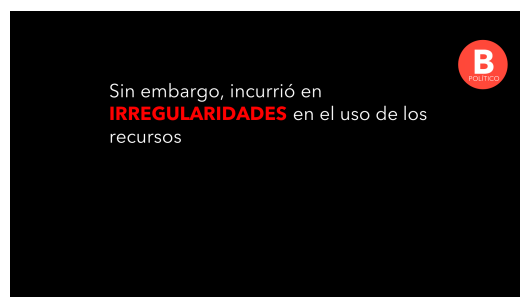 B
POLÍTICO
Sin embargo, incurrió en
IRREGULARIDADES en el uso de los
recursos